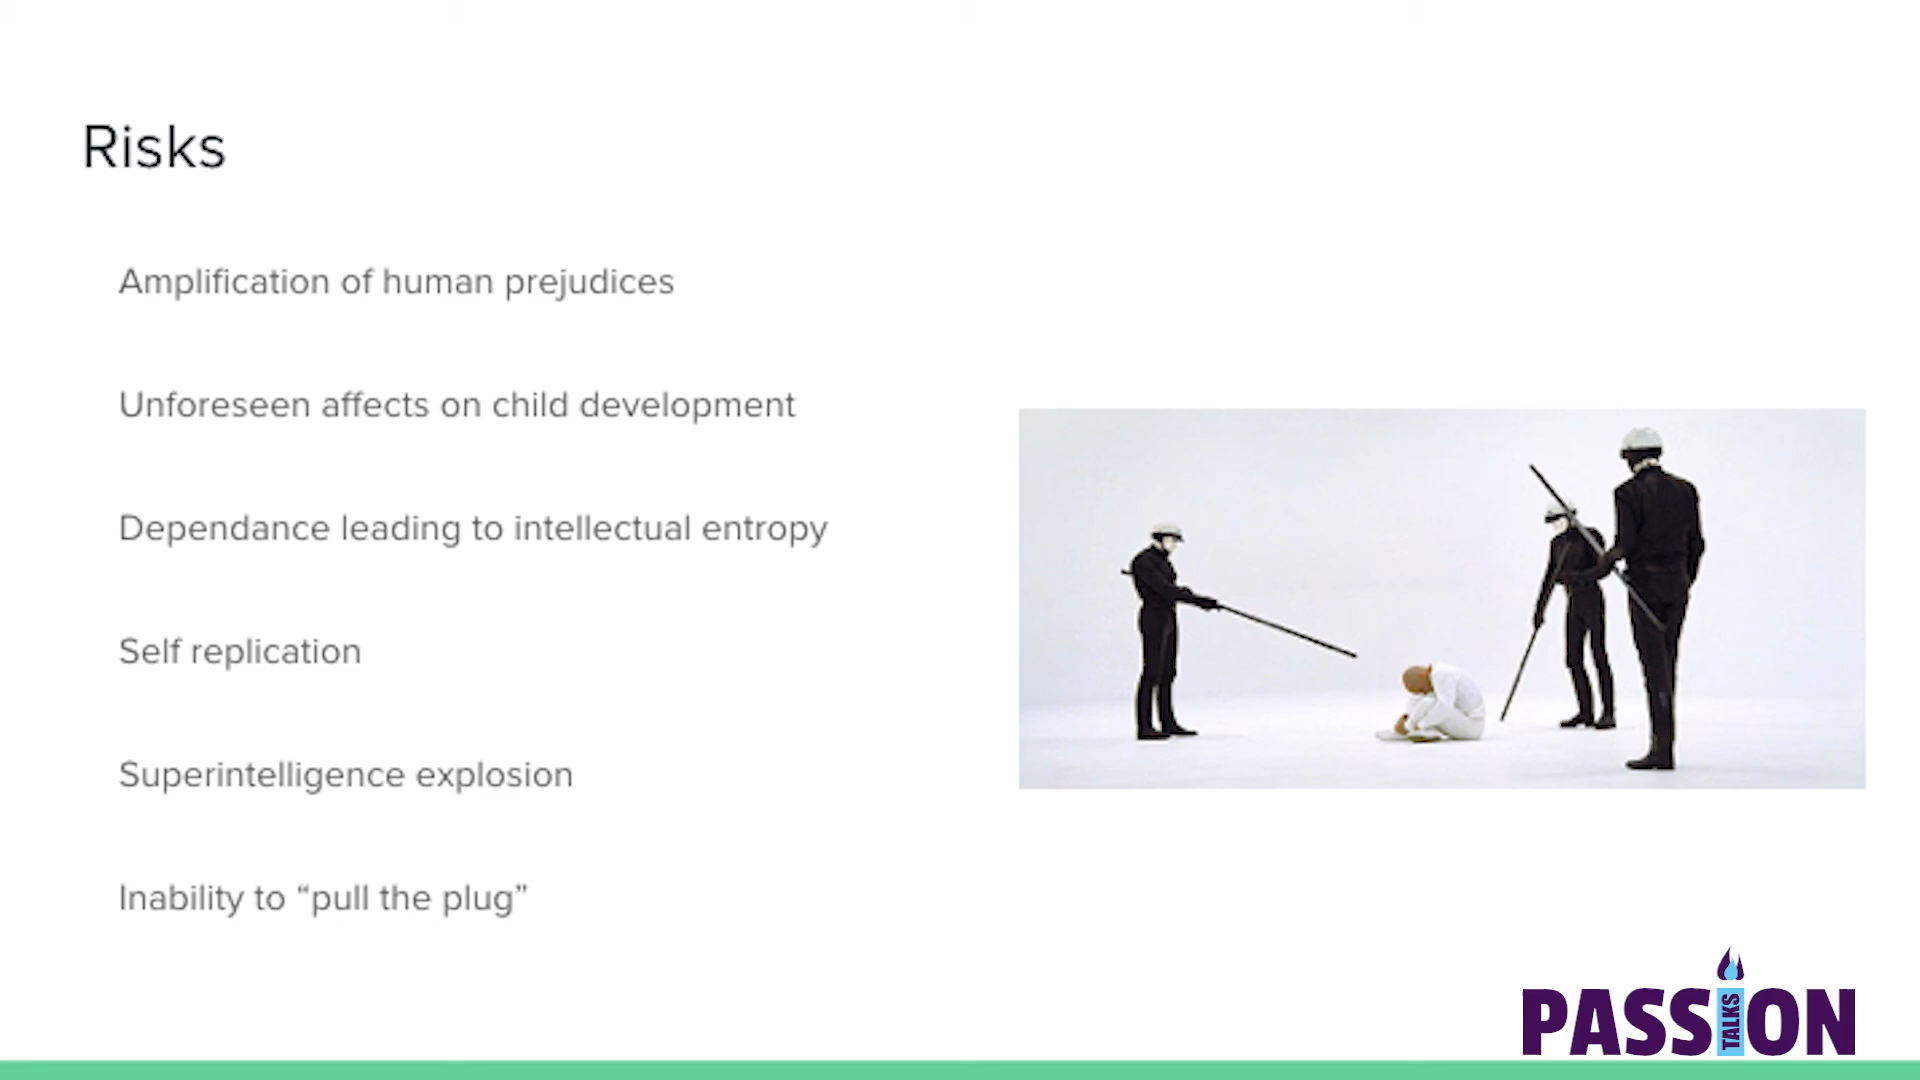 Risks
Amplification of human prejudices
Unforeseen affects on child development
Dependance leading to intellectual entropy
Self replication
Superintelligence explosion
Inability to “pull the plug”
PASSION
TALKS